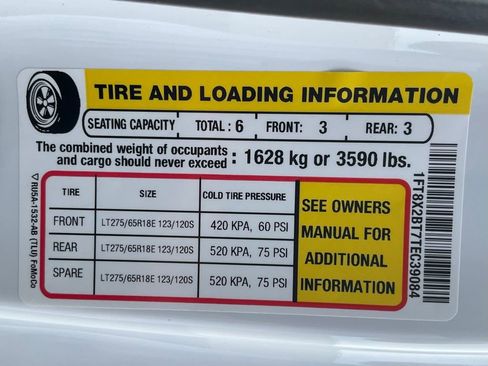 TIRE AND LOADING INFORMATION
SEATING CAPACITY TOTAL : 6 FRONT: 3 REAR: 3
The combined weight of occupants
and cargo should never exceed : 1628 kg or 3590 lbs.
TIRE SIZE COLD TIRE PRESSURE
FRONT LT275/65R18E 123/120S 420 KPA, 60 PSI
REAR LT275/65R18E 123/120S 520 KPA, 75 PSI
SPARE LT275/65R18E 123/120S 520 KPA, 75 PSI
SEE OWNERS
MANUAL FOR
ADDITIONAL
INFORMATION
▽ RU5A-1532-AB (TLU) FoMoCo
1FT8X2BT7TEC39084